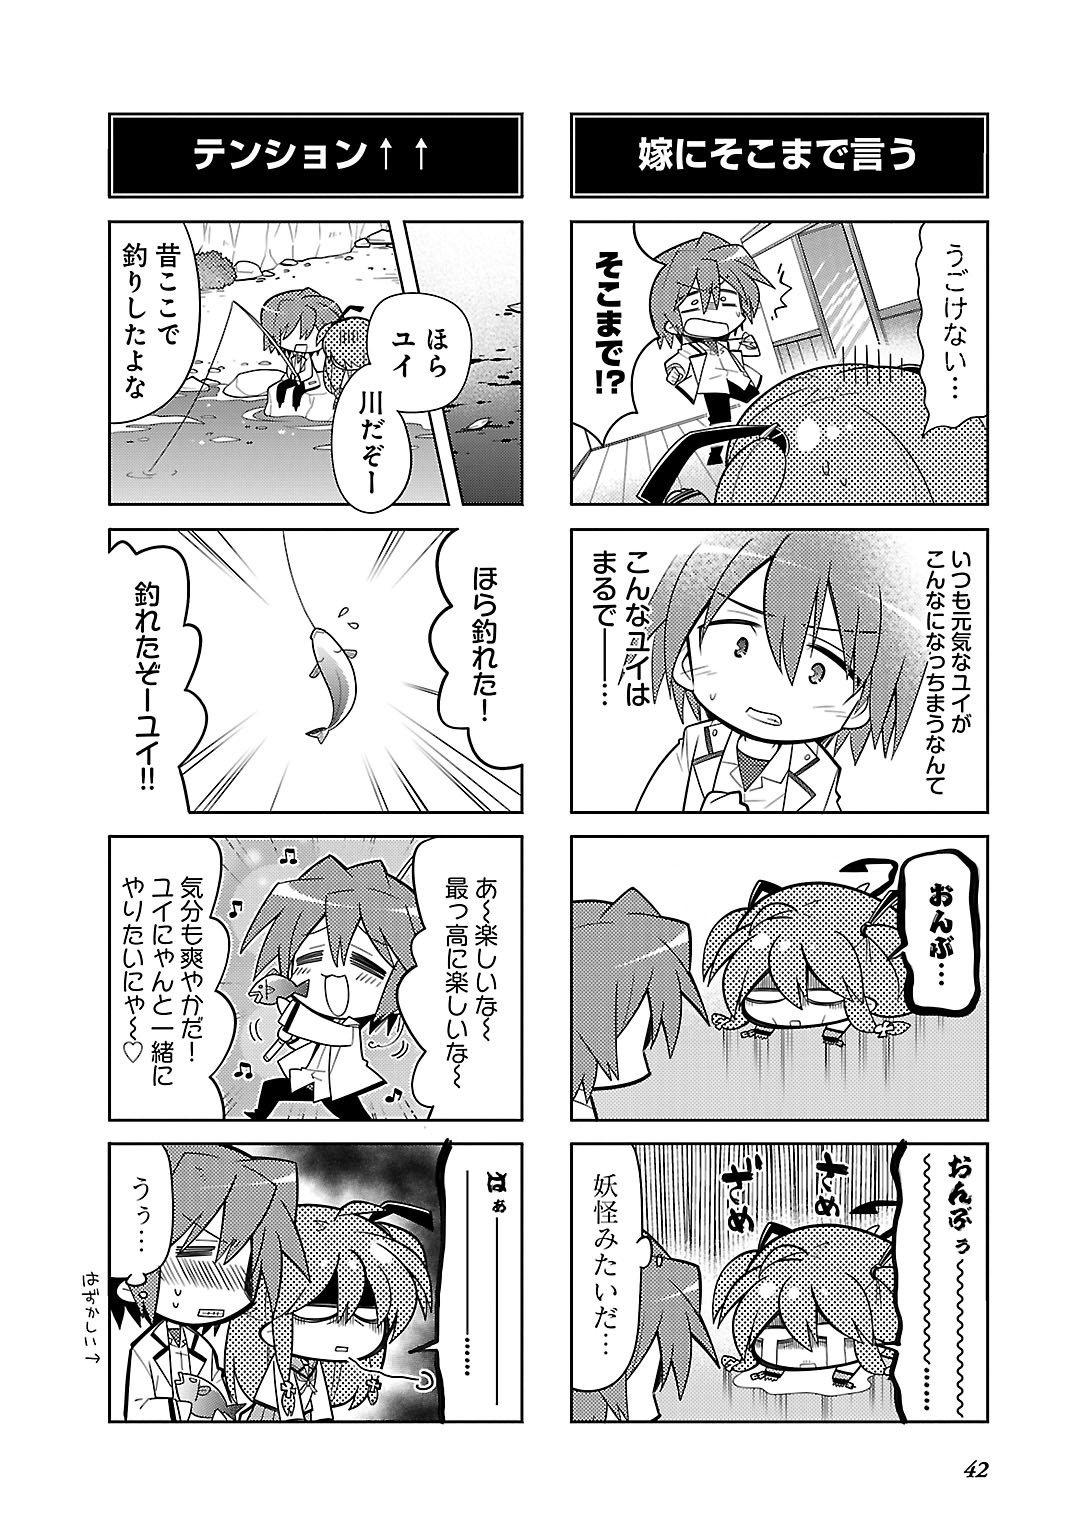 嫁にそこまで言う
うごけない…
そこまで!?
いつも元気なユイが
こんなになっちまうなんて
こんなユイは
まるで――…
おんぶ…
おんぶぅ〜〜〜〜………
さめ
ざめ
妖怪みたいだ…
テンション↑↑
ほら
ユイ
川だぞー
昔ここで
釣りしたよな
ほら釣れた!
釣れたぞーユイ!!
あ〜楽しいな〜
最っ高に楽しいな〜
気分も爽やかだ!
ユイにゃんと一緒に
やりたいにゃ〜♡
はぁ――………
うぅ…
はずかしい→
42